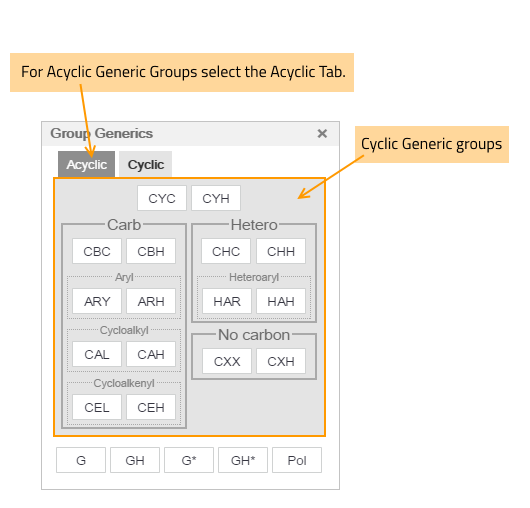 For Acyclic Generic Groups select the Acyclic Tab.
Group Generics ×
Acyclic Cyclic
Cyclic Generic groups
CYC CYH
Carb
CBC CBH
Aryl
ARY ARH
Cycloalkyl
CAL CAH
Cycloalkenyl
CEL CEH
Hetero
CHC CHH
Heteroaryl
HAR HAH
No carbon
CXX CXH
G GH G* GH* Pol